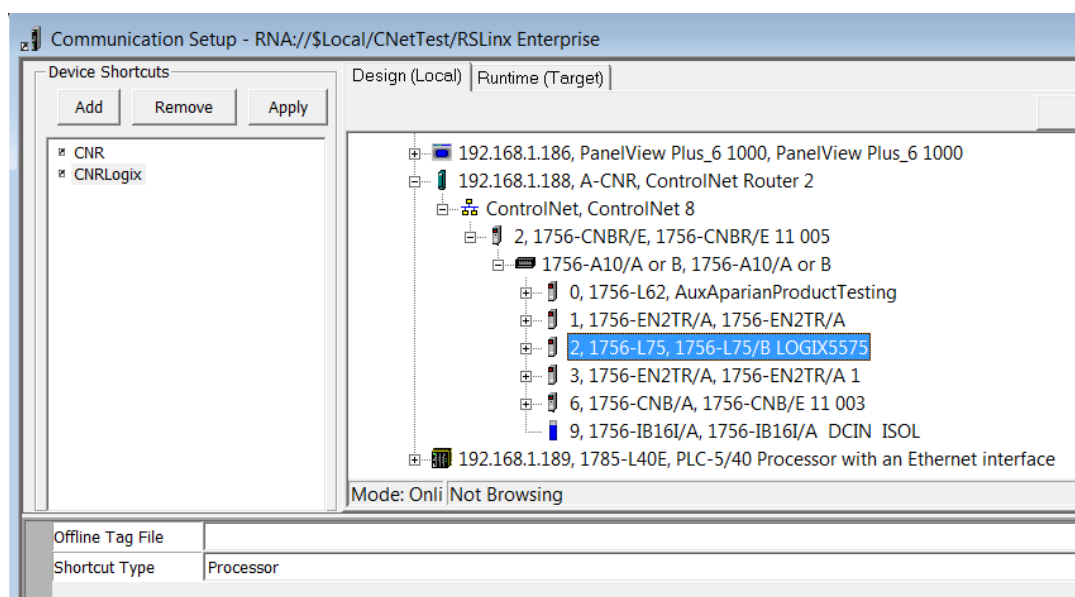 Communication Setup - RNA://$Local/CNetTest/RSLinx Enterprise
Device Shortcuts
Add Remove Apply
CNR
CNRLogix
Design (Local) Runtime (Target)
192.168.1.186, PanelView Plus_6 1000, PanelView Plus_6 1000
192.168.1.188, A-CNR, ControlNet Router 2
ControlNet, ControlNet 8
2, 1756-CNBR/E, 1756-CNBR/E 11 005
1756-A10/A or B, 1756-A10/A or B
0, 1756-L62, AuxAparianProductTesting
1, 1756-EN2TR/A, 1756-EN2TR/A
2, 1756-L75, 1756-L75/B LOGIX5575
3, 1756-EN2TR/A, 1756-EN2TR/A 1
6, 1756-CNB/A, 1756-CNB/E 11 003
9, 1756-IB16I/A, 1756-IB16I/A DCIN ISOL
192.168.1.189, 1785-L40E, PLC-5/40 Processor with an Ethernet interface
Mode: Onli Not Browsing
Offline Tag File
Shortcut Type Processor